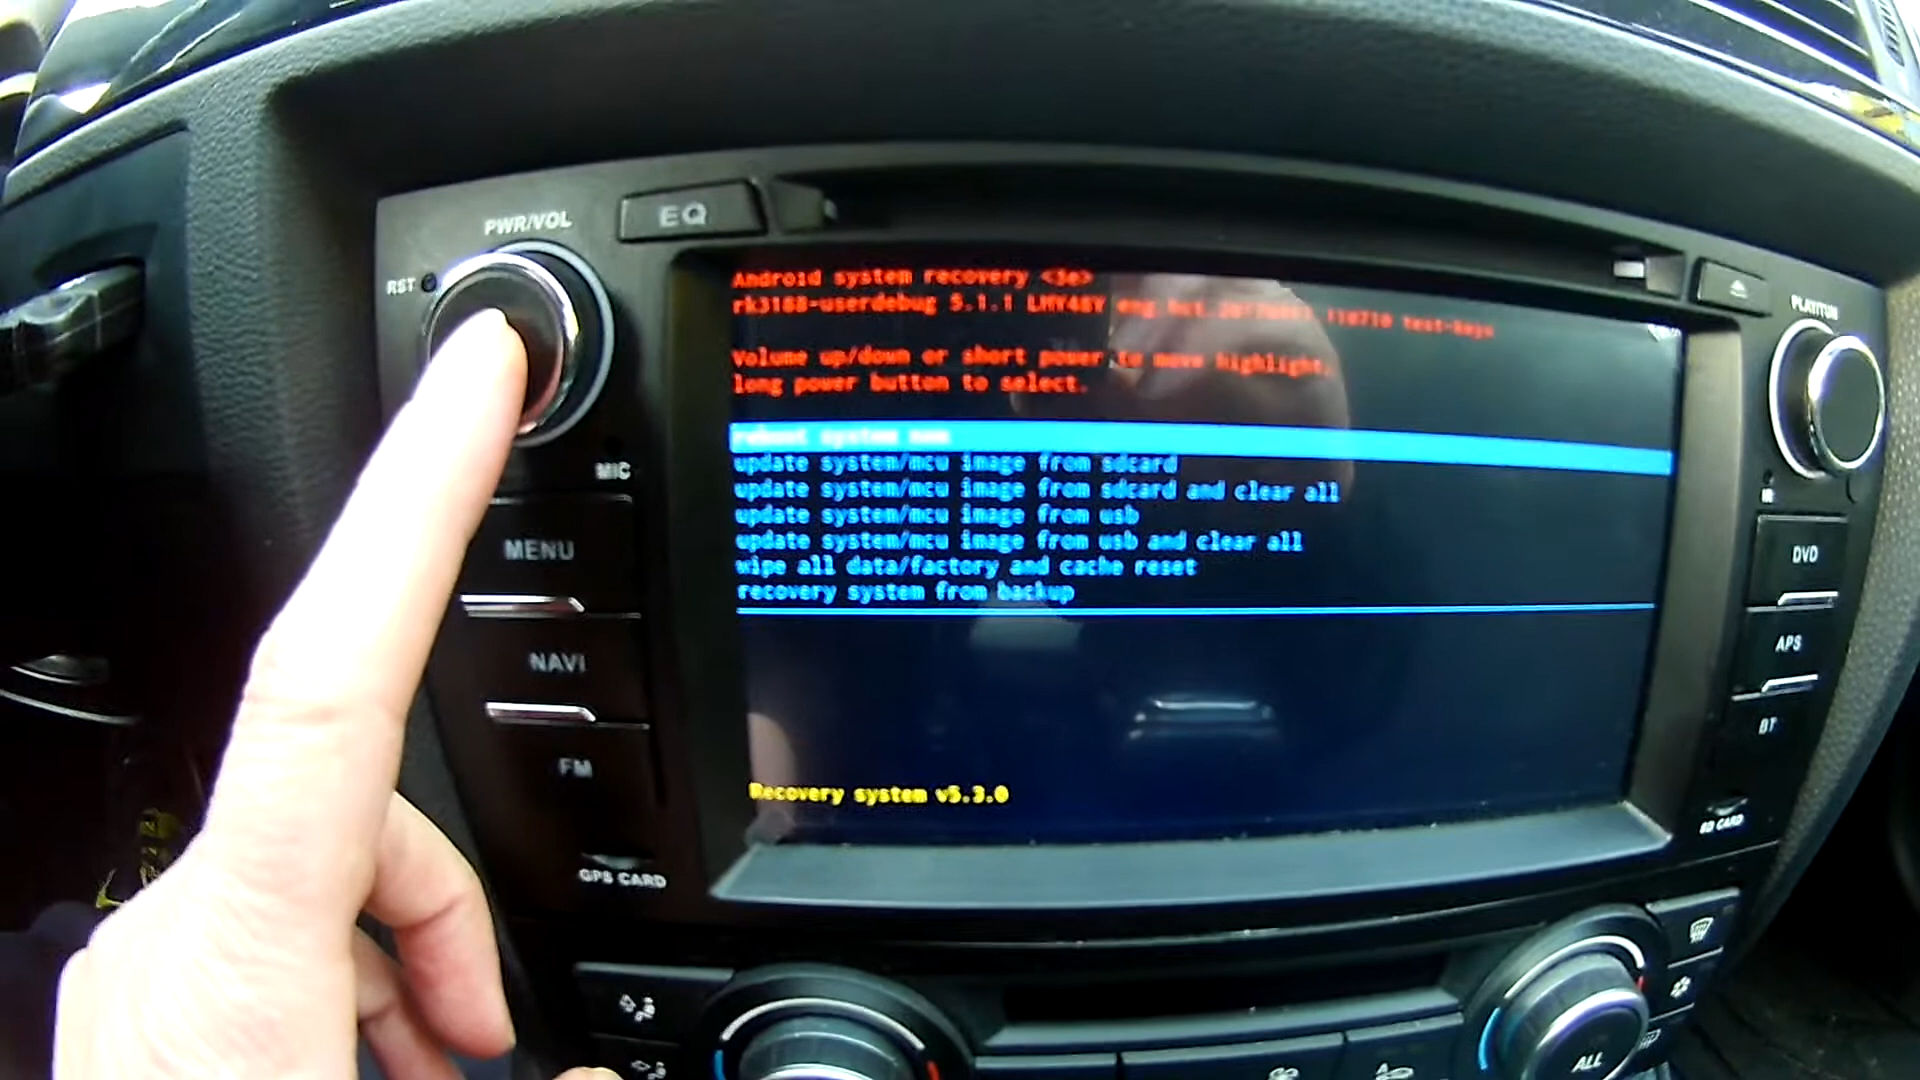 PWR/VOL
EQ
RST
MIC
MENU
NAVI
FM
GPS CARD
Android system recovery <3e>
rk3188-userdebug 5.1.1 LMY48Y eng test-keys
Volume up/down or short power to move highlight,
long power button to select.
reboot system now
update system/mcu image from sdcard
update system/mcu image from sdcard and clear all
update system/mcu image from usb
update system/mcu image from usb and clear all
wipe all data/factory and cache reset
recovery system from backup
Recovery system v5.3.0
DVD
APS
BT
SD CARD
ALL